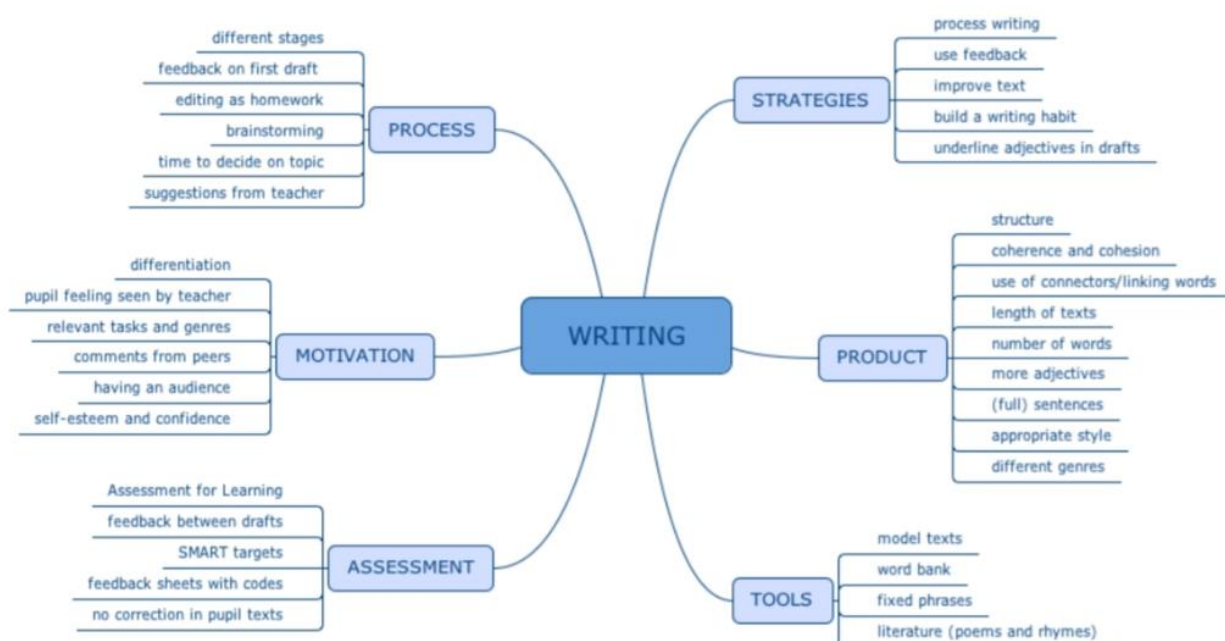 different stages
feedback on first draft
editing as homework
brainstorming
time to decide on topic
suggestions from teacher
PROCESS
differentiation
pupil feeling seen by teacher
relevant tasks and genres
comments from peers
having an audience
self-esteem and confidence
MOTIVATION
Assessment for Learning
feedback between drafts
SMART targets
feedback sheets with codes
no correction in pupil texts
ASSESSMENT
WRITING
STRATEGIES
process writing
use feedback
improve text
build a writing habit
underline adjectives in drafts
PRODUCT
structure
coherence and cohesion
use of connectors/linking words
length of texts
number of words
more adjectives
(full) sentences
appropriate style
different genres
TOOLS
model texts
word bank
fixed phrases
literature (poems and rhymes)